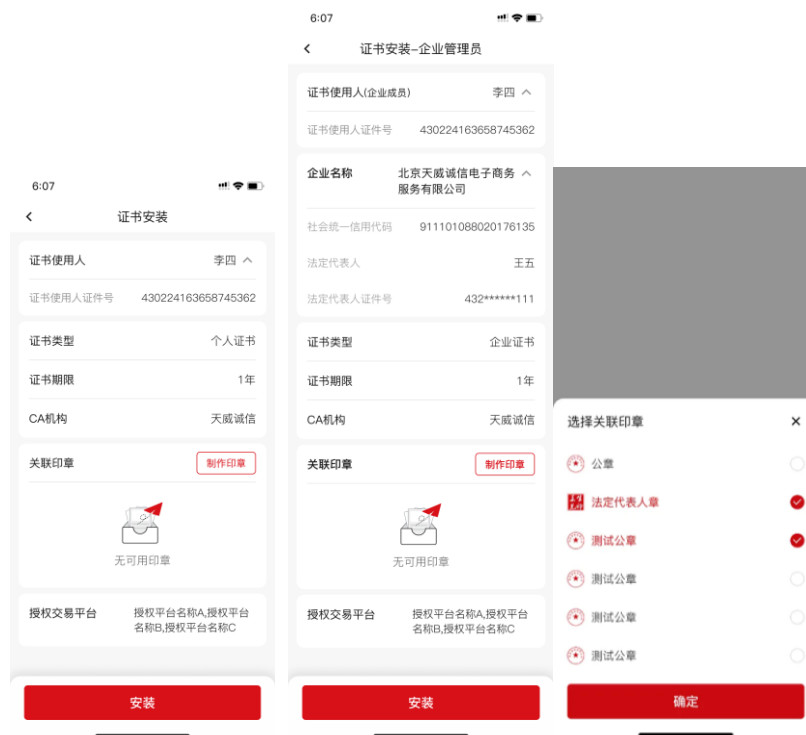 6:07
证书安装
证书使用人
李四
证书使用人证件号
430224163658745362
证书类型
个人证书
证书期限
1年
CA机构
天威诚信
关联印章
制作印章
无可用印章
授权交易平台
授权平台名称A,授权平台
名称B,授权平台名称C
安装
6:07
证书安装-企业管理员
证书使用人(企业成员)
李四
证书使用人证件号
430224163658745362
企业名称
北京天威诚信电子商务
服务有限公司
社会统一信用代码
911101088020176135
法定代表人
王五
法定代表人证件号
432******111
证书类型
企业证书
证书期限
1年
CA机构
天威诚信
关联印章
制作印章
无可用印章
授权交易平台
授权平台名称A,授权平台
名称B,授权平台名称C
安装
选择关联印章
公章
法定代表人章
测试公章
测试公章
测试公章
测试公章
确定